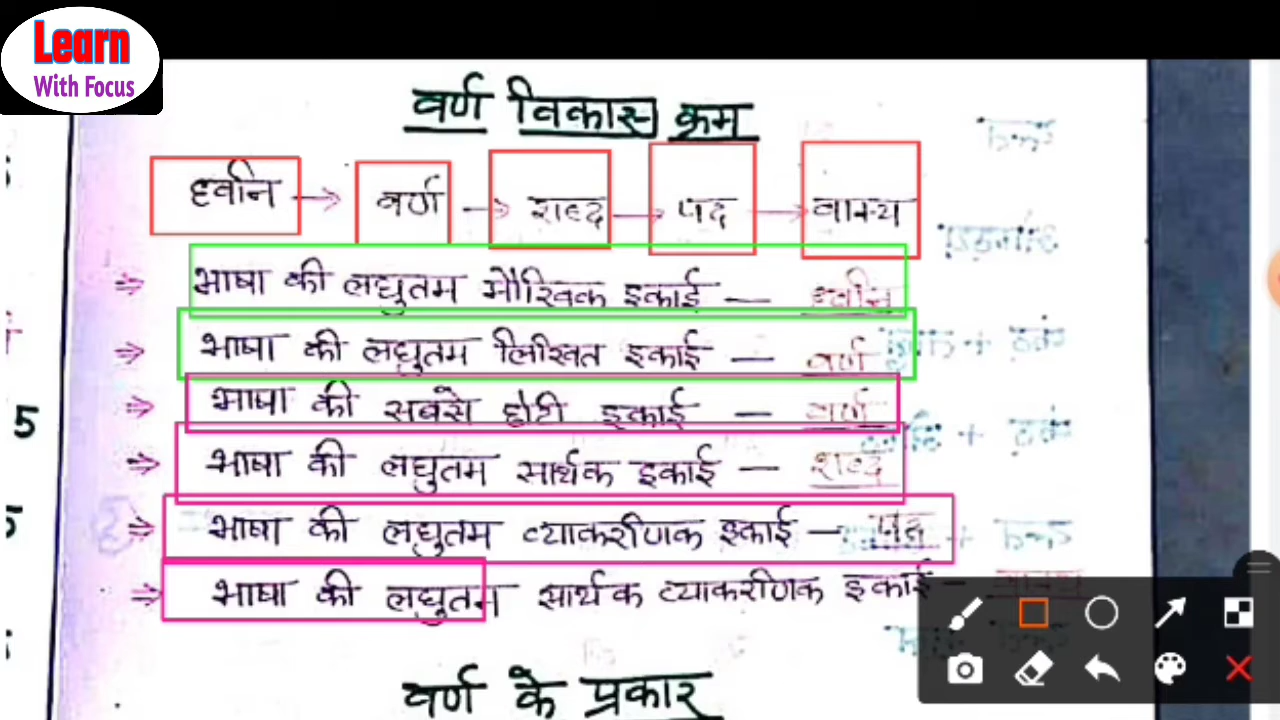 Learn
With Focus
वर्ण विकास क्रम
ध्वनि → वर्ण → शब्द → पद → वाक्य
⇒ भाषा की लघुतम मौखिक इकाई — ध्वनि
⇒ भाषा की लघुतम लिखित इकाई — वर्ण
⇒ भाषा की सबसे छोटी इकाई — वर्ण
⇒ भाषा की लघुतम सार्थक इकाई — शब्द
⇒ भाषा की लघुतम व्याकरणिक इकाई — पद
⇒ भाषा की लघुतम सार्थक व्याकरणिक इकाई — वाक्य
वर्ण के प्रकार
5